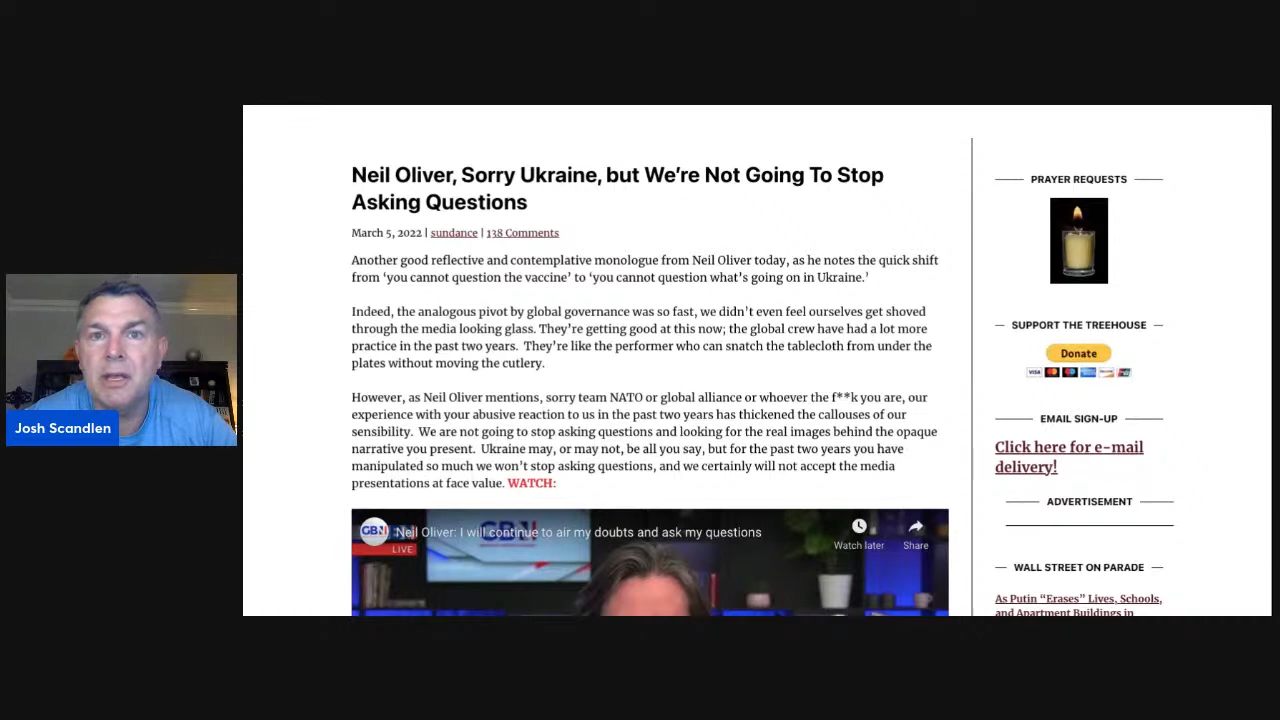 Neil Oliver, Sorry Ukraine, but We're Not Going To Stop
Asking Questions
March 5, 2022 | sundance | 138 Comments
Another good reflective and contemplative monologue from Neil Oliver today, as he notes the quick shift
from ‘you cannot question the vaccine’ to ‘you cannot question what’s going on in Ukraine.’
Indeed, the analogous pivot by global governance was so fast, we didn’t even feel ourselves get shoved
through the media looking glass. They’re getting good at this now; the global crew have had a lot more
practice in the past two years.  They’re like the performer who can snatch the tablecloth from under the
plates without moving the cutlery.
However, as Neil Oliver mentions, sorry team NATO or global alliance or whoever the f**k you are, our
experience with your abusive reaction to us in the past two years has thickened the callouses of our
sensibility.  We are not going to stop asking questions and looking for the real images behind the opaque
narrative you present.  Ukraine may, or may not, be all you say, but for the past two years you have
manipulated so much we won’t stop asking questions, and we certainly will not accept the media
presentations at face value. WATCH:
GBN
Neil Oliver: I will continue to air my doubts and ask my questions
LIVE
Watch later
Share
PRAYER REQUESTS
SUPPORT THE TREEHOUSE
Donate
VISA
EMAIL SIGN-UP
Click here for e-mail
delivery!
ADVERTISEMENT
WALL STREET ON PARADE
As Putin “Erases” Lives, Schools,
and Apartment Buildings in
Josh Scandlen